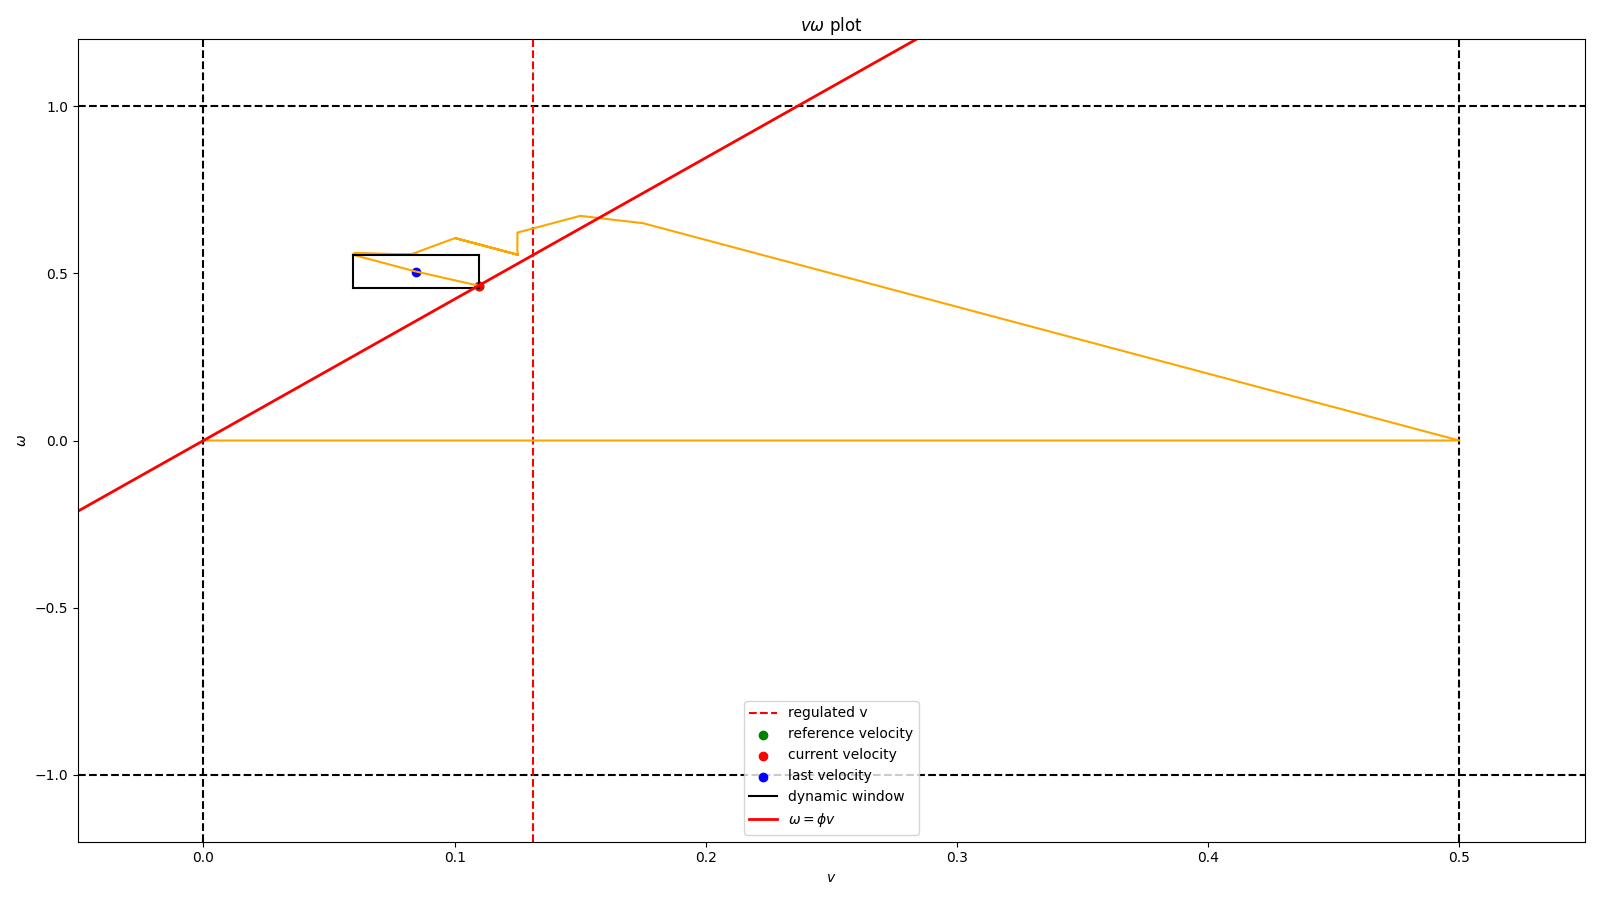 vω plot
1.0
0.5
0.0
−0.5
−1.0
ω
0.0 0.1 0.2 0.3 0.4 0.5
v
regulated v
reference velocity
current velocity
last velocity
dynamic window
ω = ϕv